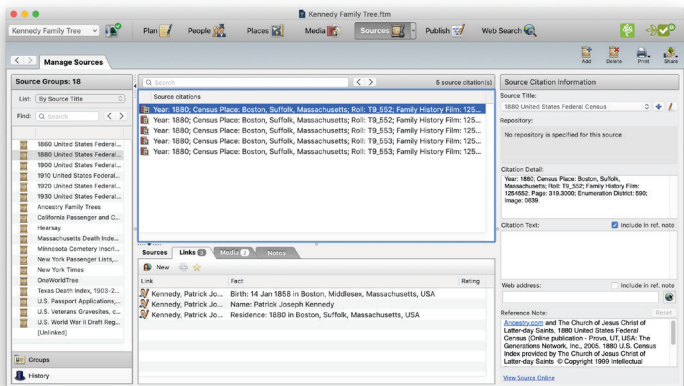 Kennedy Family Tree.ftm
Kennedy Family Tree
Plan
People
Places
Media
Sources
Publish
Web Search
Manage Sources
Add
Delete
Print
Share
Source Groups: 18
List: By Source Title
Find: Search
1860 United States Federal...
1880 United States Federal...
1900 United States Federal...
1910 United States Federal...
1920 United States Federal...
1930 United States Federal...
Ancestry Family Trees
California Passenger and C...
Hearsay
Massachusetts Death Inde...
Minnesota Cemetery Inscri...
New York Passenger Lists,...
New York Times
OneWorldTree
Texas Death Index, 1903-2...
U.S. Passport Applications,...
U.S. Veterans Gravesites, c...
U.S. World War II Draft Reg...
[Unlinked]
Groups
History
Search
5 source citation(s)
Source citations
Year: 1880; Census Place: Boston, Suffolk, Massachusetts; Roll: T9_552; Family History Film: 125...
Year: 1880; Census Place: Boston, Suffolk, Massachusetts; Roll: T9_552; Family History Film: 125...
Year: 1880; Census Place: Boston, Suffolk, Massachusetts; Roll: T9_553; Family History Film: 125...
Year: 1880; Census Place: Boston, Suffolk, Massachusetts; Roll: T9_553; Family History Film: 125...
Year: 1880; Census Place: Boston, Suffolk, Massachusetts; Roll: T9_553; Family History Film: 125...
Sources
Links 3
Media 2
Notes
New
Link Fact Rating
Kennedy, Patrick Jo... Birth: 14 Jan 1858 in Boston, Middlesex, Massachusetts, USA
Kennedy, Patrick Jo... Name: Patrick Joseph Kennedy
Kennedy, Patrick Jo... Residence: 1880 in Boston, Suffolk, Massachusetts, USA
Source Citation Information
Source Title:
1880 United States Federal Census
Repository:
No repository is specified for this source
Citation Detail:
Year: 1880; Census Place: Boston, Suffolk,
Massachusetts; Roll: T9_552; Family History Film:
1254552; Page: 319.3000; Enumeration District: 590;
Image: 0639.
Citation Text:
Include in ref. note
Web address:
Include in ref. note
Reference Note:
Reset
Ancestry.com and The Church of Jesus Christ of
Latter-day Saints, 1880 United States Federal
Census (Online publication - Provo, UT, USA: The
Generations Network, Inc., 2005. 1880 U.S. Census
Index provided by The Church of Jesus Christ of
Latter-day Saints © Copyright 1999 Intellectual
View Source Online